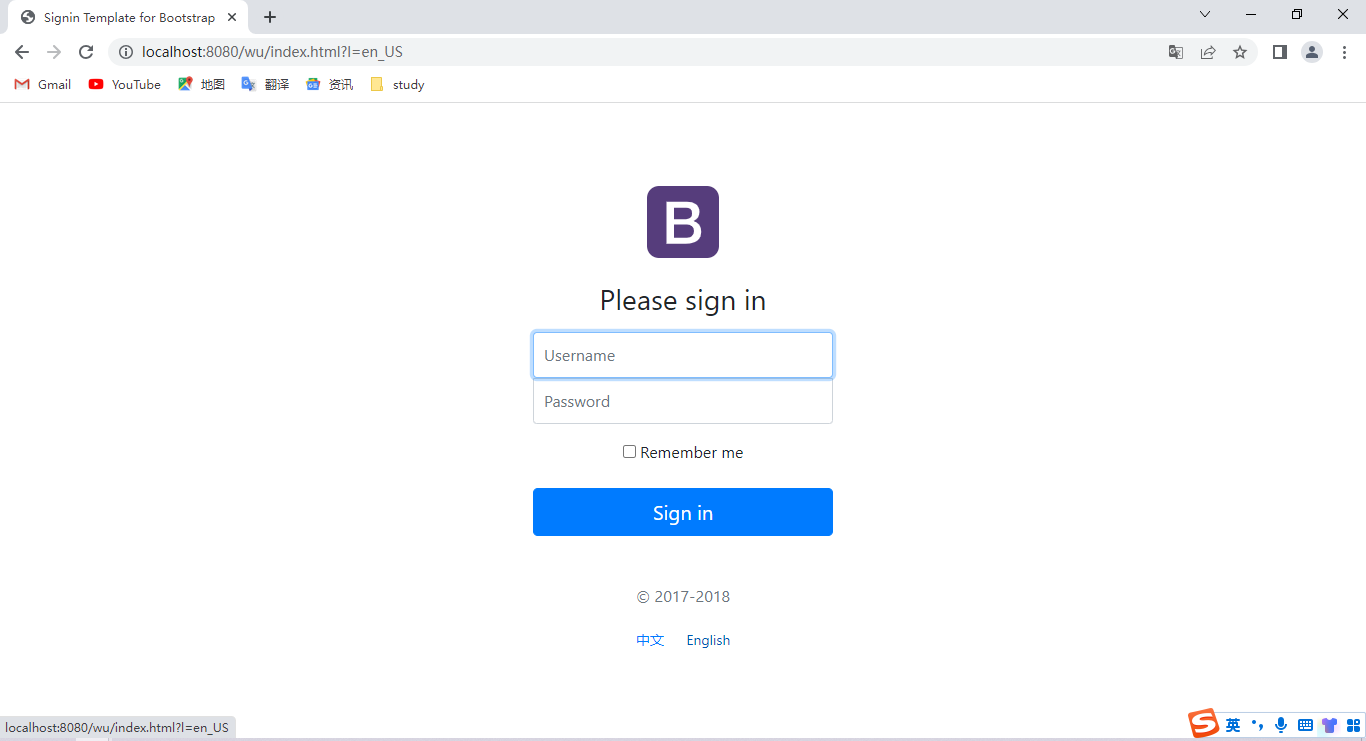 Signin Template for Bootstrap
localhost:8080/wu/index.html?l=en_US
Gmail YouTube 地图 翻译 资讯 study
B
Please sign in
Username
Password
Remember me
Sign in
© 2017-2018
中文 English
localhost:8080/wu/index.html?l=en_US
S 英